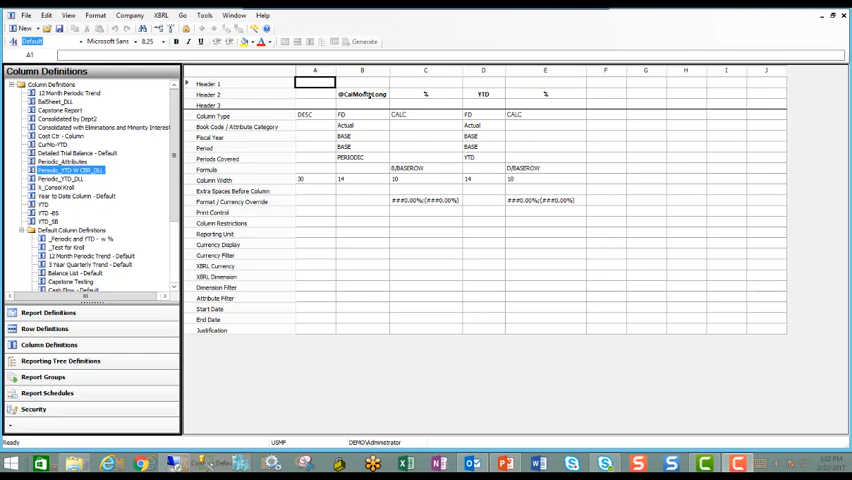 File Edit View Format Company XBRL Go Tools Window Help
New
Default Microsoft Sans 8.25 Generate
A1
Column Definitions
Column Definitions
12 Month Periodic Trend
BalSheet_DLL
Capstone Report
Consolidated by Dept2
Consolidated with Eliminations and Minority Interest
Cost Ctr - Column
CurMo-YTD
Detailed Trial Balance - Default
Periodic_Attributes
Periodic_YTD W CBR_DLL
Periodic_YTD_DLL
X_Consol Kroll
Year to Date Column - Default
YTD
YTD -BS
YTD_SB
Default Column Definitions
_Periodic and YTD - w %
_Test for Kroll
12 Month Periodic Trend - Default
3 Year Quarterly Trend - Default
Balance List - Default
Capstone Testing
Cash Flow - Default
Report Definitions
Row Definitions
Column Definitions
Reporting Tree Definitions
Report Groups
Report Schedules
Security
A B C D E F G H I J
Header 1
Header 2 @CalMonthLong % YTD %
Header 3
Column Type DESC FD CALC FD CALC
Book Code / Attribute Category Actual Actual
Fiscal Year BASE BASE
Period BASE BASE
Periods Covered PERIODIC YTD
Formula B/BASEROW D/BASEROW
Column Width 30 14 10 14 10
Extra Spaces Before Column
Format / Currency Override ###0.00%;(###0.00%) ###0.00%;(###0.00%)
Print Control
Column Restrictions
Reporting Unit
Currency Display
Currency Filter
XBRL Currency
XBRL Dimension
Dimension Filter
Attribute Filter
Start Date
End Date
Justification
Ready USMF DEMO\Administrator
3:02 PM
2/22/2017